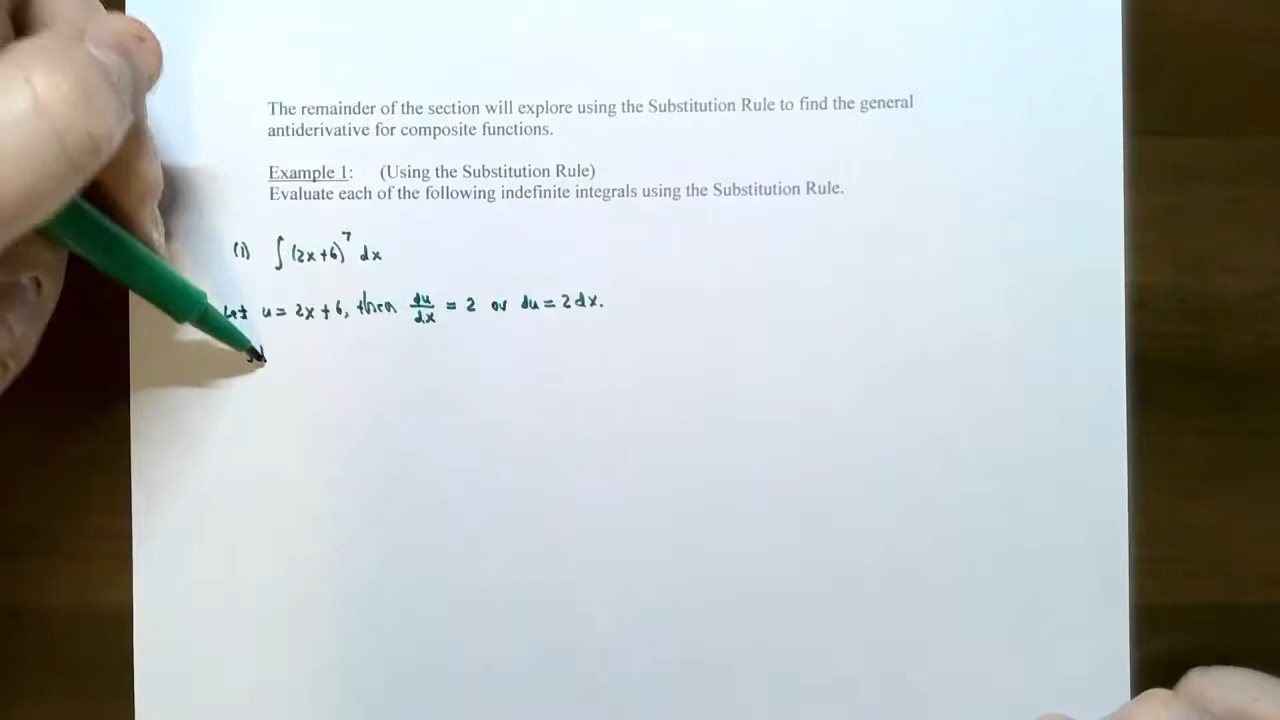 The remainder of the section will explore using the Substitution Rule to find the general
antiderivative for composite functions.
Example 1: (Using the Substitution Rule)
Evaluate each of the following indefinite integrals using the Substitution Rule.
(1) ∫(2x+6)⁷ dx
Let u = 2x + 6, then du/dx = 2 or du = 2dx.